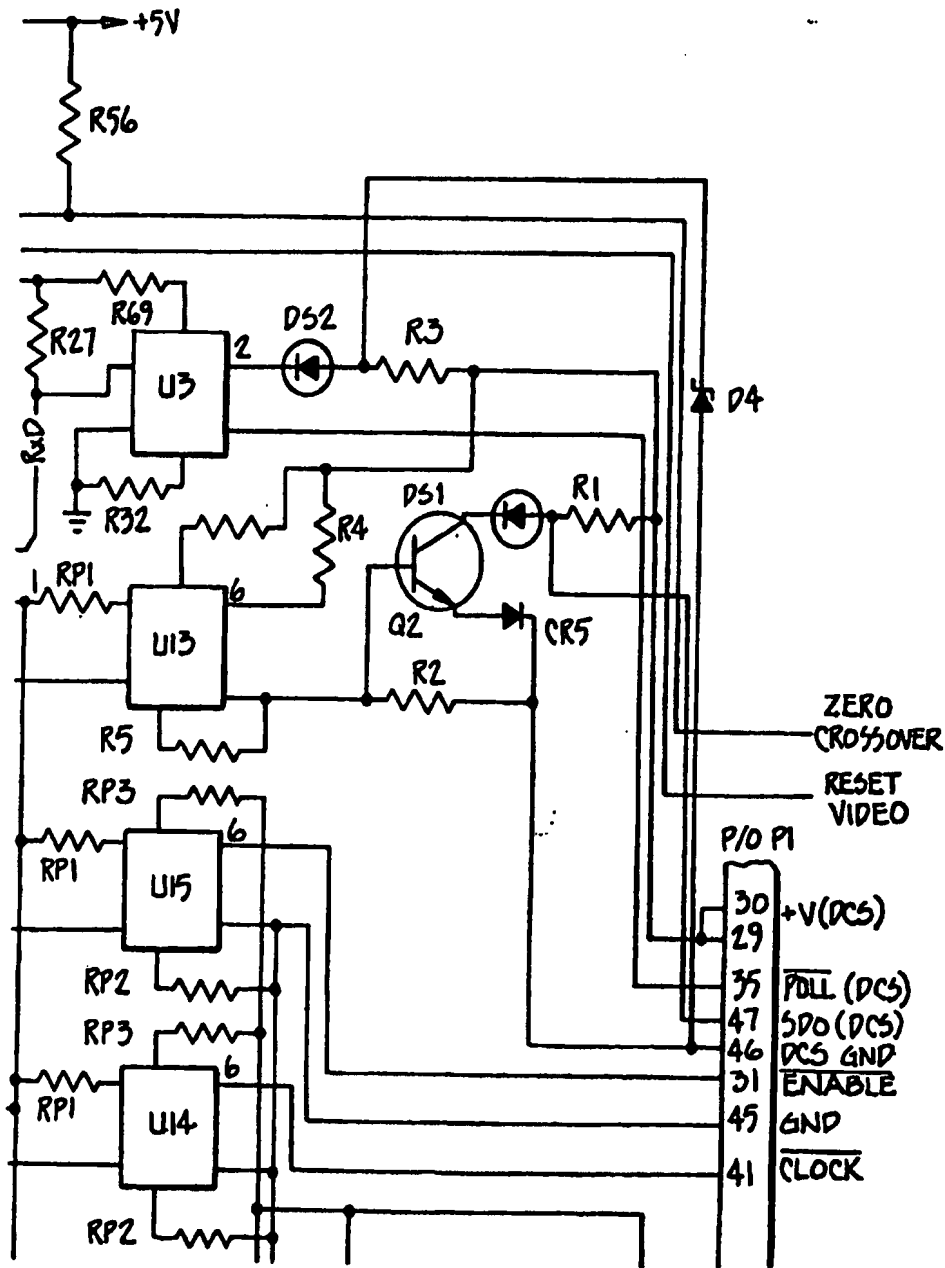 +5V
R56
R69
R27
DS2
R3
2
U3
D4
RxD
R32
DS1
R1
R4
1
RP1
6
U13
Q2
CR5
R2
R5
ZERO
CROSSOVER
RP3
RESET
VIDEO
6
RP1
U15
P/O P1
30
+V(DCS)
29
RP2
35
POLL (DCS)
RP3
47
SDO (DCS)
46
DCS GND
6
31
ENABLE
RP1
U14
45
GND
41
CLOCK
RP2